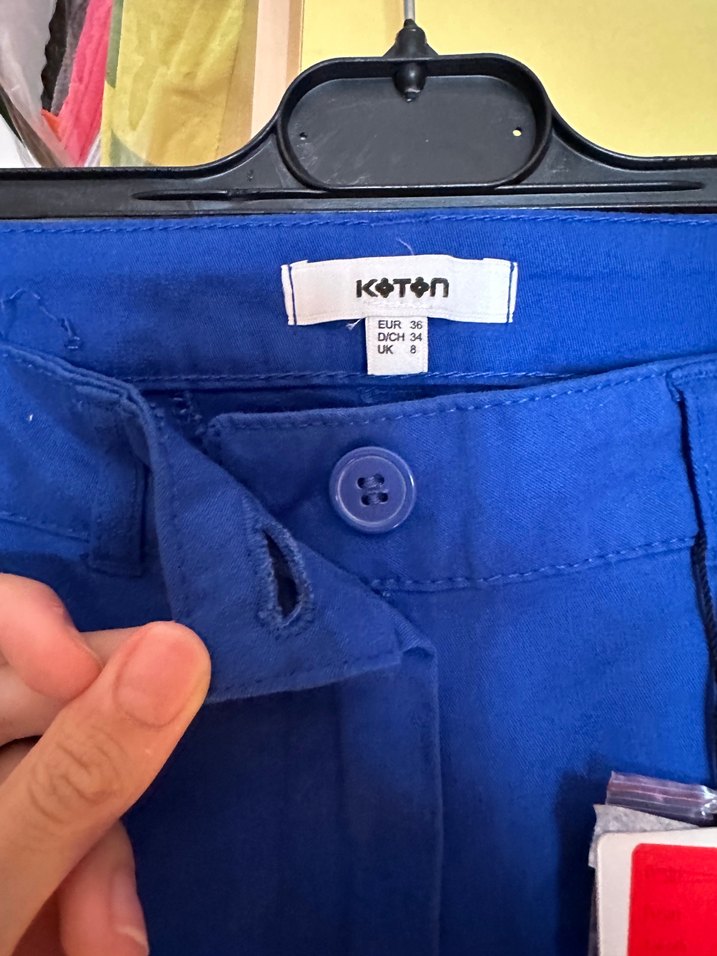 KOTON
EUR 36
D/CH 34
UK 8